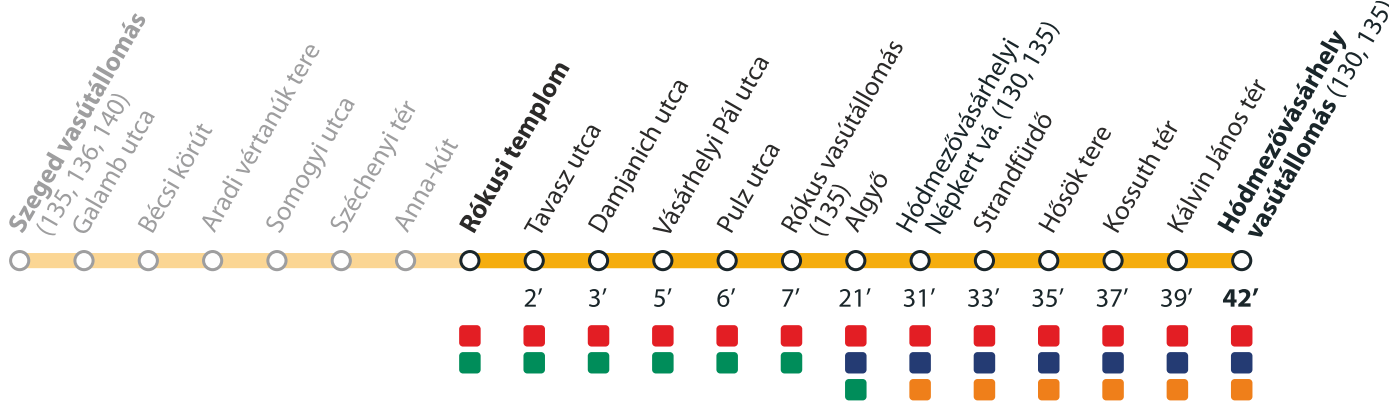 Szeged vasútállomás
(135, 136, 140)
Galamb utca
Bécsi körút
Aradi vértanúk tere
Somogyi utca
Széchenyi tér
Anna-kút
Rókusi templom
Tavasz utca
Damjanich utca
Vásárhelyi Pál utca
Pulz utca
Rókus vasútállomás
(135)
Algyő
Hódmezővásárhelyi
Népkert vá. (130, 135)
Strandfürdő
Hősök tere
Kossuth tér
Kálvin János tér
Hódmezővásárhely
vasútállomás (130, 135)
2’ 3’ 5’ 6’ 7’ 21’ 31’ 33’ 35’ 37’ 39’ 42’